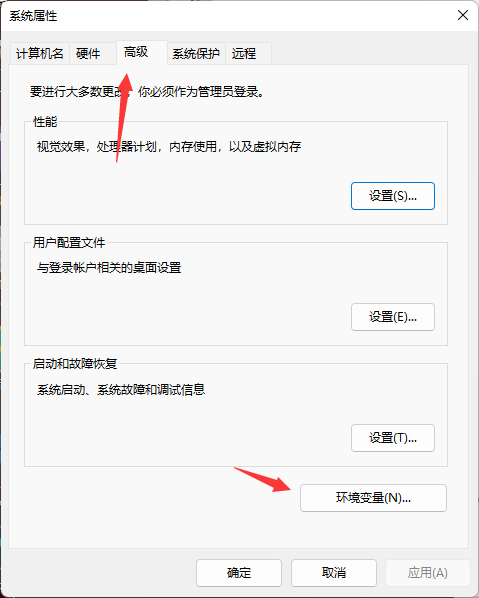 系统属性
计算机名 硬件 高级 系统保护 远程
要进行大多数更改，你必须作为管理员登录。
性能
视觉效果，处理器计划，内存使用，以及虚拟内存
设置(S)...
用户配置文件
与登录帐户相关的桌面设置
设置(E)...
启动和故障恢复
系统启动、系统故障和调试信息
设置(T)...
环境变量(N)...
确定 取消 应用(A)